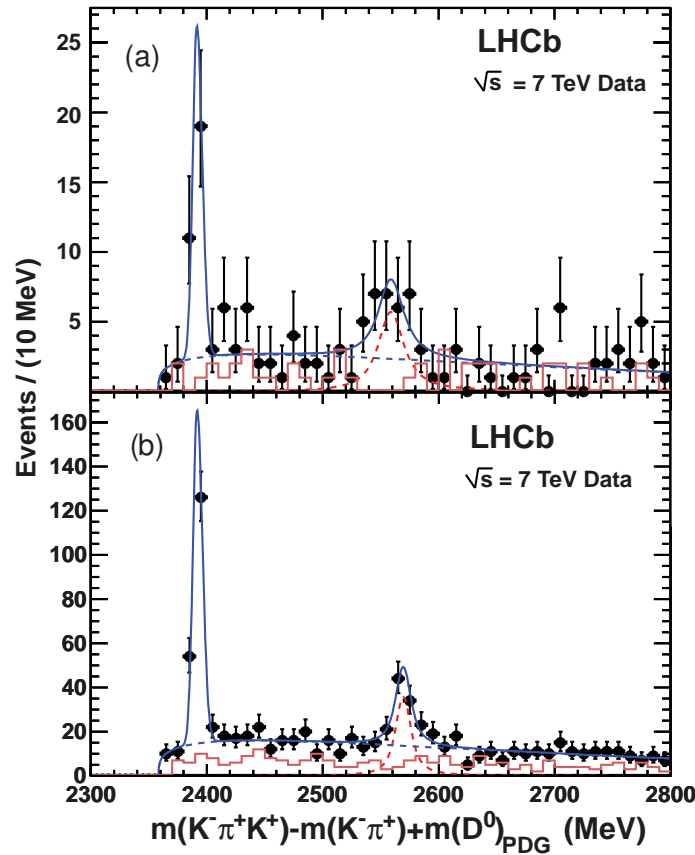 Events / (10 MeV)
25
20
15
10
5
(a)
LHCb
√s = 7 TeV Data
160
140
120
100
80
60
40
20
0
(b)
LHCb
√s = 7 TeV Data
2300 2400 2500 2600 2700 2800
m(K⁻π⁺K⁺)-m(K⁻π⁺)+m(D⁰)PDG (MeV)